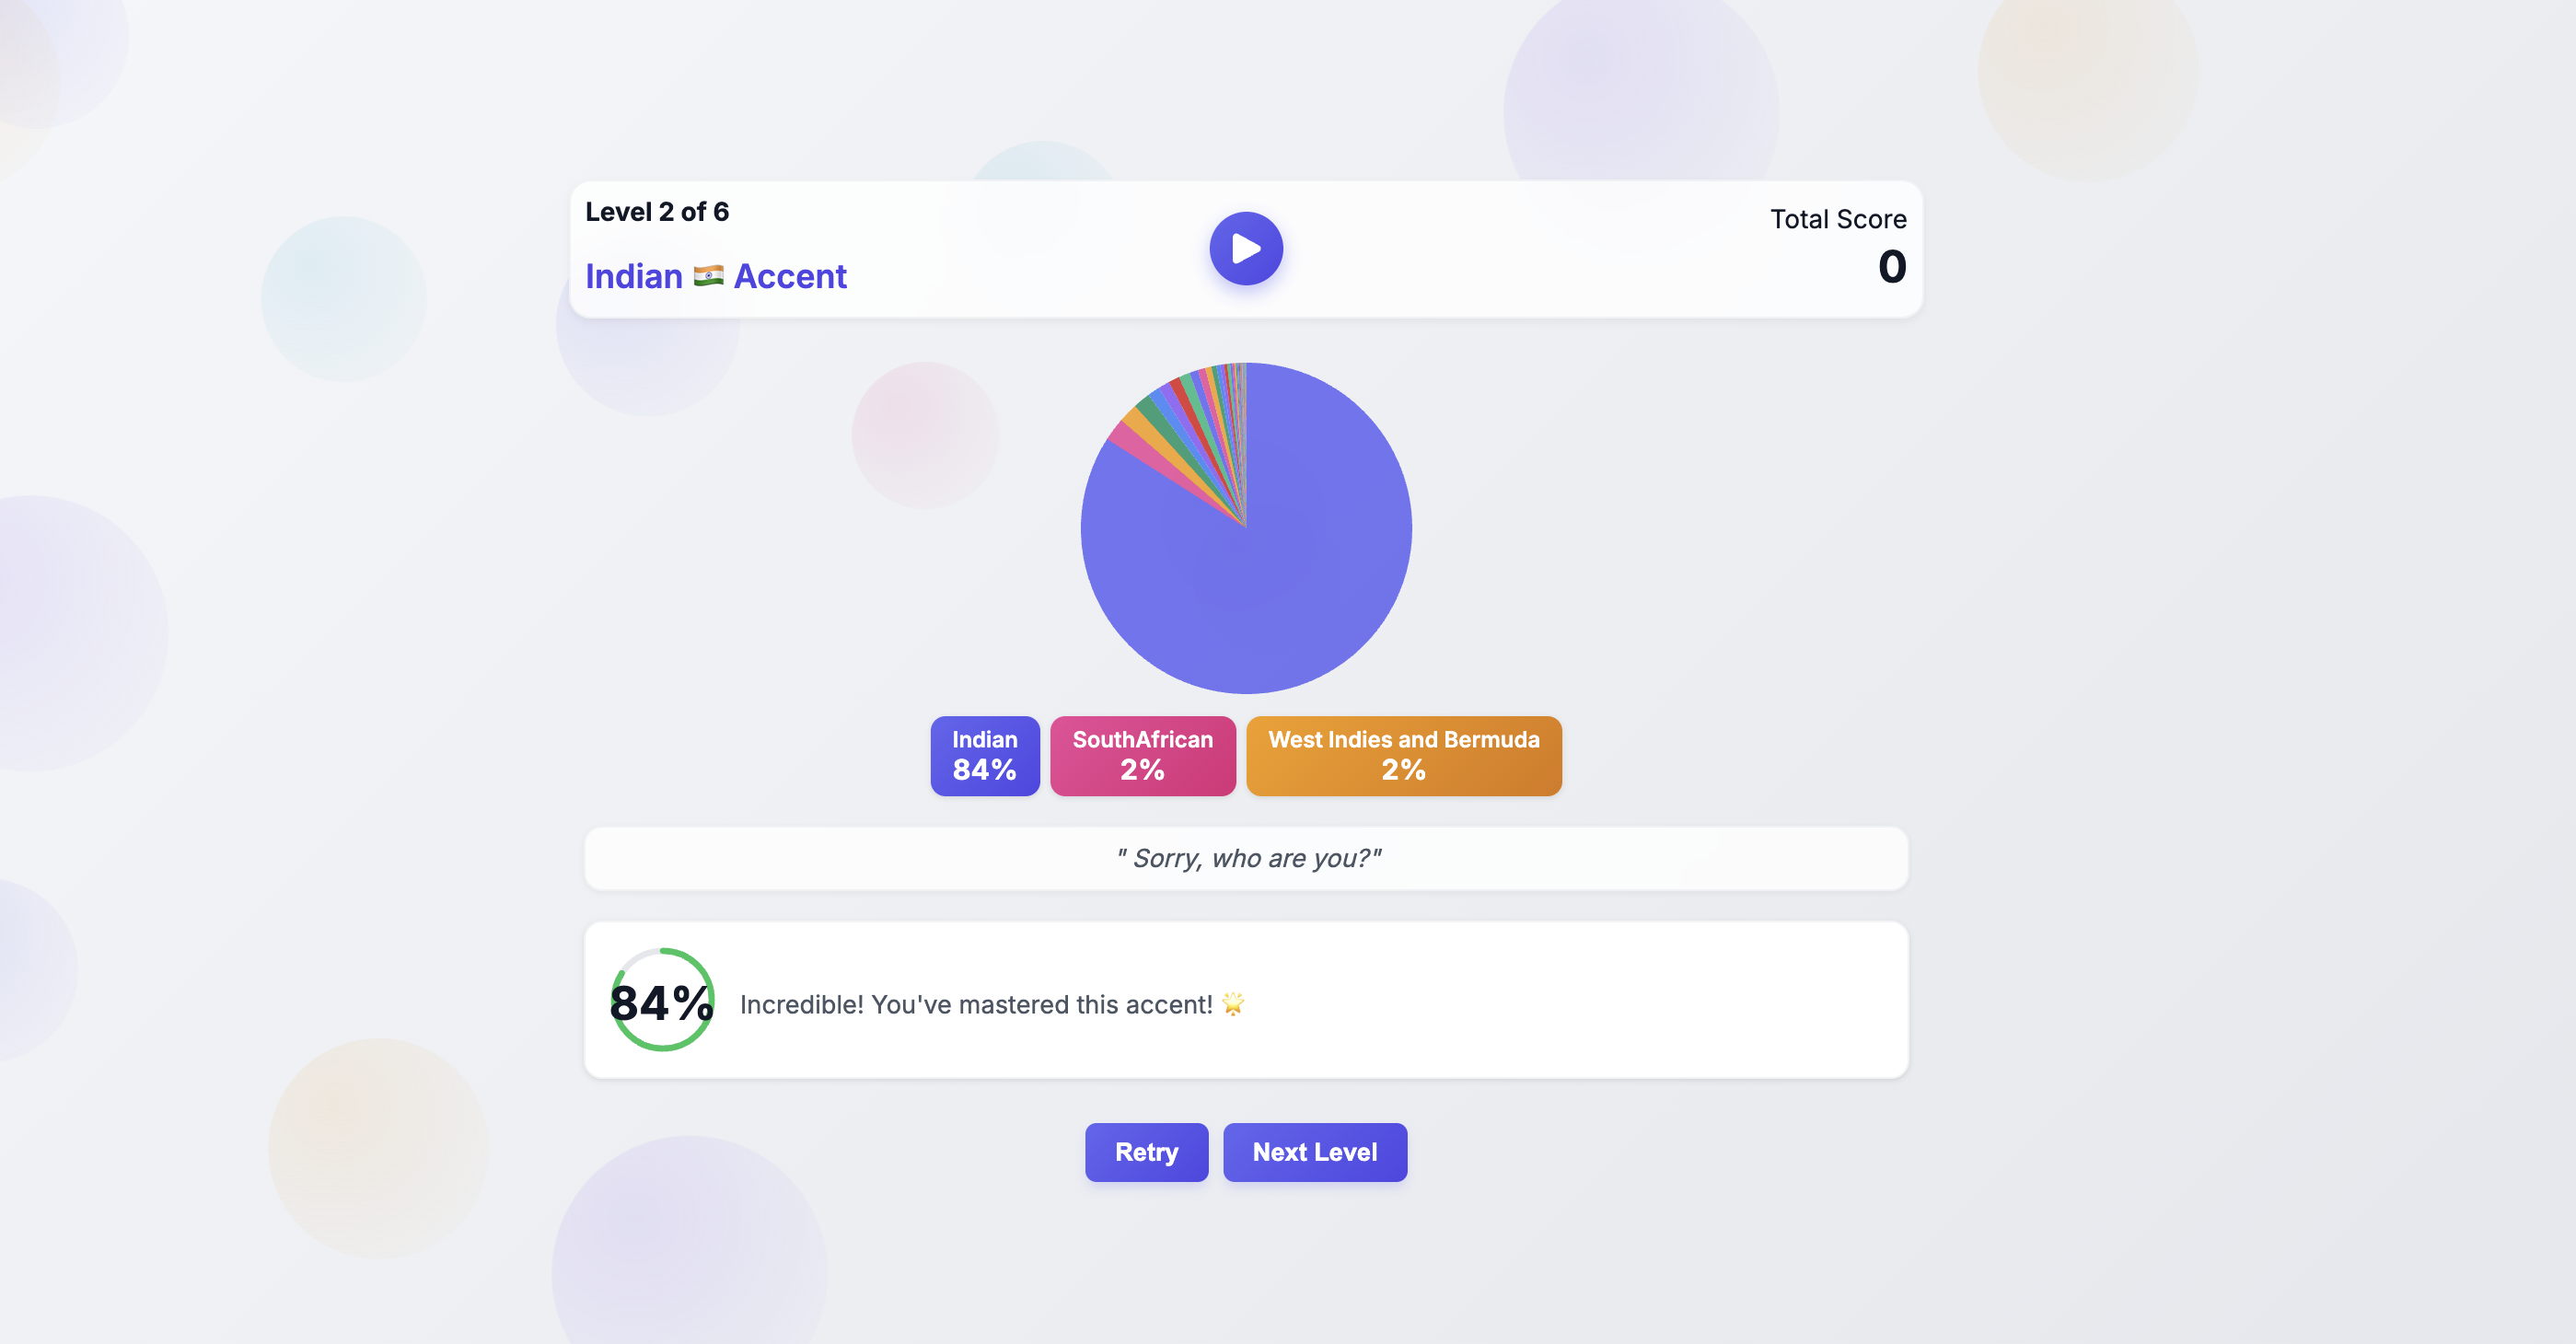 Level 2 of 6
Indian 🇮🇳 Accent
Total Score
0
Indian
84%
SouthAfrican
2%
West Indies and Bermuda
2%
" Sorry, who are you?"
84%
Incredible! You've mastered this accent! 🌟
Retry
Next Level